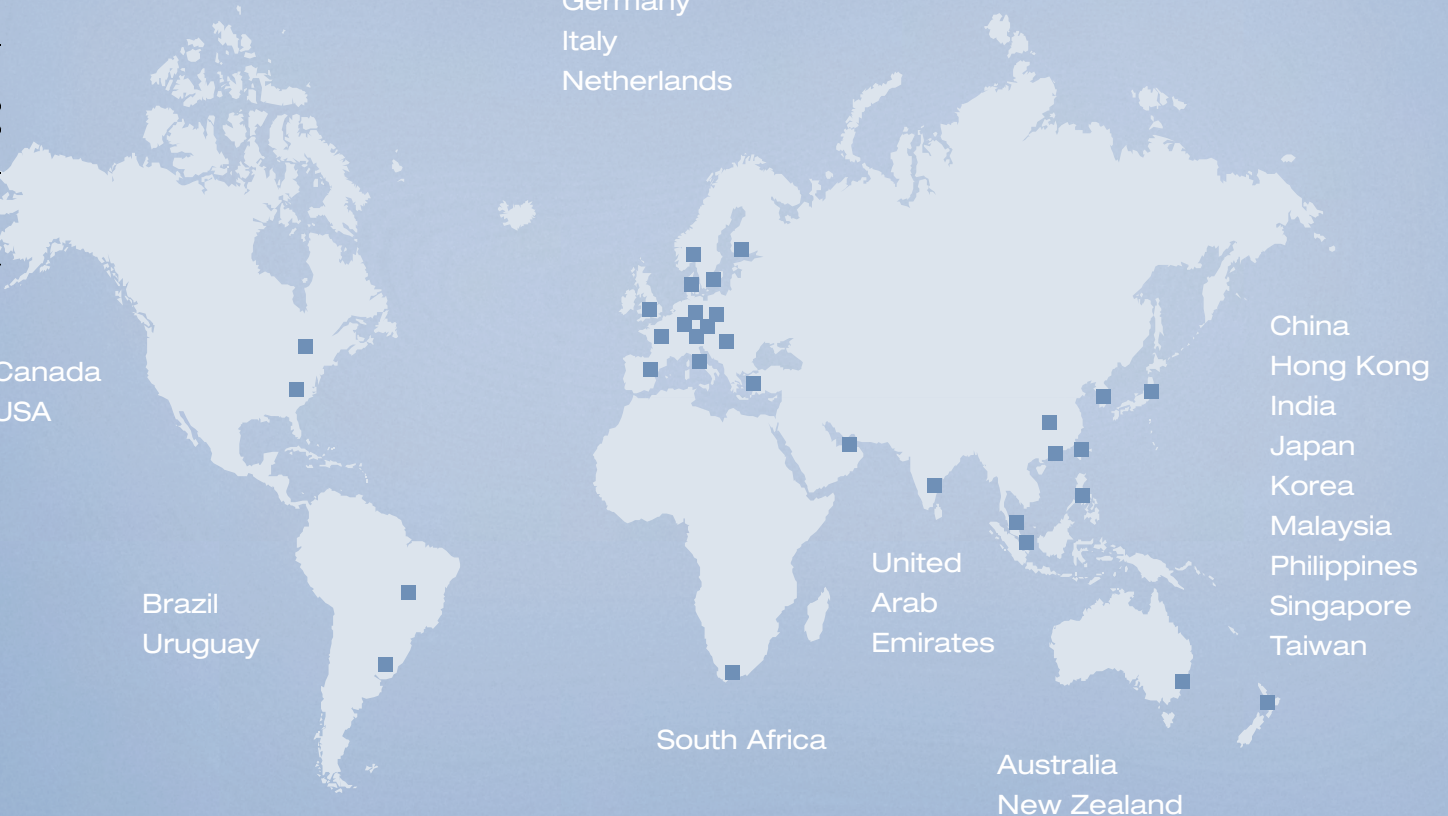 Germany
Italy
Netherlands
Canada
USA
Brazil
Uruguay
South Africa
United
Arab
Emirates
China
Hong Kong
India
Japan
Korea
Malaysia
Philippines
Singapore
Taiwan
Australia
New Zealand